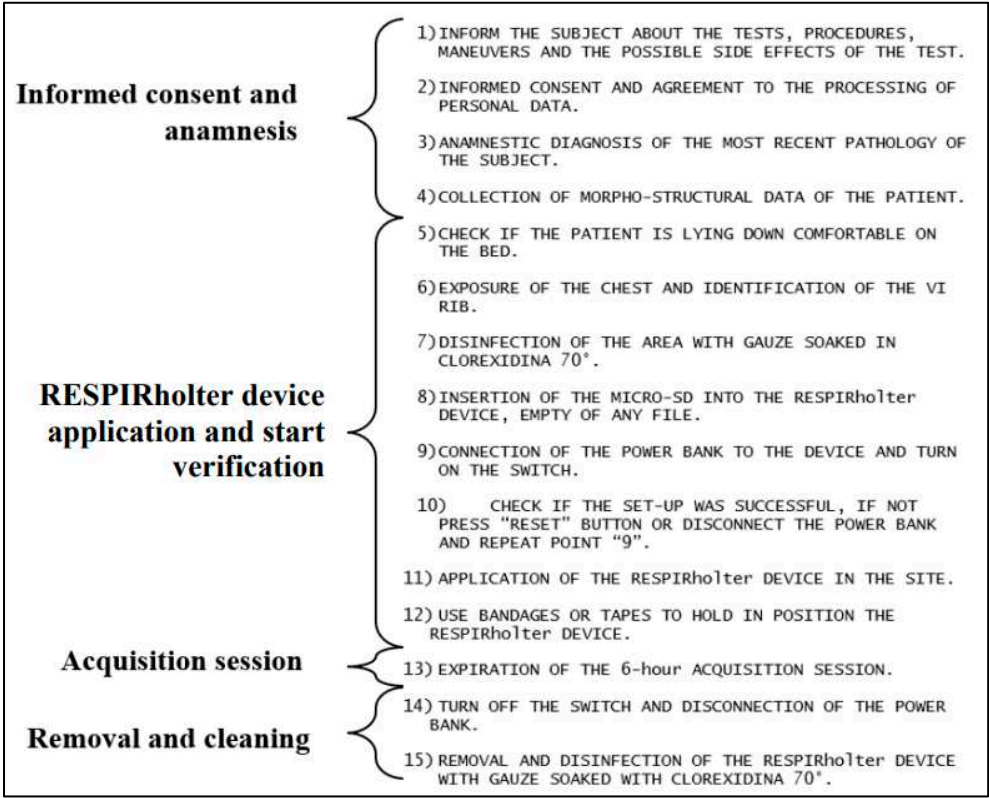 Informed consent and
anamnesis
1) INFORM THE SUBJECT ABOUT THE TESTS, PROCEDURES,
MANEUVERS AND THE POSSIBLE SIDE EFFECTS OF THE TEST.
2) INFORMED CONSENT AND AGREEMENT TO THE PROCESSING OF
PERSONAL DATA.
3) ANAMNESTIC DIAGNOSIS OF THE MOST RECENT PATHOLOGY OF
THE SUBJECT.
4) COLLECTION OF MORPHO-STRUCTURAL DATA OF THE PATIENT.
RESPIRholter device
application and start
verification
5) CHECK IF THE PATIENT IS LYING DOWN COMFORTABLE ON
THE BED.
6) EXPOSURE OF THE CHEST AND IDENTIFICATION OF THE VI
RIB.
7) DISINFECTION OF THE AREA WITH GAUZE SOAKED IN
CLOREXIDINA 70°.
8) INSERTION OF THE MICRO-SD INTO THE RESPIRholter
DEVICE, EMPTY OF ANY FILE.
9) CONNECTION OF THE POWER BANK TO THE DEVICE AND TURN
ON THE SWITCH.
10) CHECK IF THE SET-UP WAS SUCCESSFUL, IF NOT
PRESS “RESET” BUTTON OR DISCONNECT THE POWER BANK
AND REPEAT POINT “9”.
11) APPLICATION OF THE RESPIRholter DEVICE IN THE SITE.
12) USE BANDAGES OR TAPES TO HOLD IN POSITION THE
RESPIRholter DEVICE.
Acquisition session
13) EXPIRATION OF THE 6-hour ACQUISITION SESSION.
Removal and cleaning
14) TURN OFF THE SWITCH AND DISCONNECTION OF THE POWER
BANK.
15) REMOVAL AND DISINFECTION OF THE RESPIRholter DEVICE
WITH GAUZE SOAKED WITH CLOREXIDINA 70°.